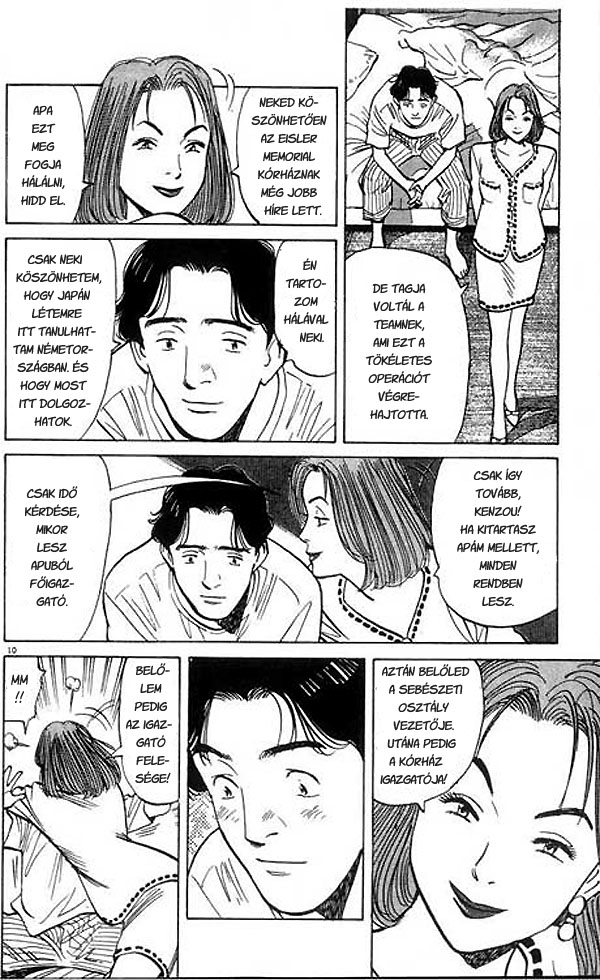 DE TAGJA
VOLTÁL A
TEAMNEK,
AMI EZT A
TÖKÉLETES
OPERÁCIÓT
VÉGRE-
HAJTOTTA.
NEKED KÖ-
SZÖNHETŐEN
AZ EISLER
MEMORIAL
KÓRHÁZNAK
MÉG JOBB
HÍRE LETT.
APA
EZT
MEG
FOGJA
HÁLÁLNI,
HIDD EL.
ÉN
TARTO-
ZOM
HÁLÁVAL
NEKI.
CSAK NEKI
KÖSZÖNHETEM,
HOGY JAPÁN
LÉTEMRE
ITT TANULHAT-
TAM NÉMETOR-
SZÁGBAN. ÉS
HOGY MOST
ITT DOLGOZ-
HATOK.
CSAK ÍGY
TOVÁBB,
KENZOU!
HA KITARTASZ
APÁM MELLETT,
MINDEN
RENDBEN
LESZ.
CSAK IDŐ
KÉRDÉSE,
MIKOR
LESZ
APUBÓL
FŐIGAZ-
GATÓ.
10
AZTÁN BELŐLED
A SEBÉSZETI
OSZTÁLY
VEZETŐJE.
UTÁNA PEDIG
A KÓRHÁZ
IGAZGATÓJA!
BELŐ-
LEM
PEDIG
AZ IGAZ-
GATÓ
FELE-
SÉGE!
MM
!!